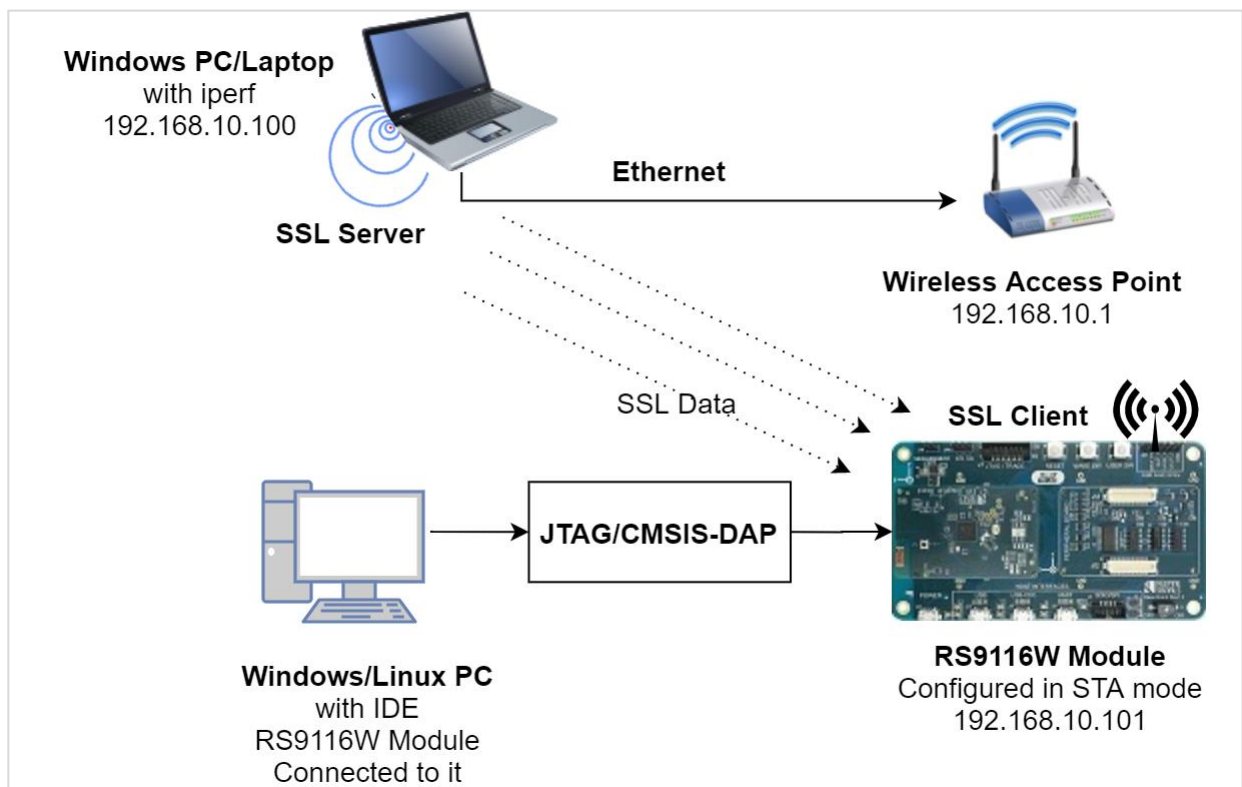 Windows PC/Laptop
with iperf
192.168.10.100
SSL Server
Ethernet
Wireless Access Point
192.168.10.1
SSL Data
SSL Client
JTAG/CMSIS-DAP
Windows/Linux PC
with IDE
RS9116W Module
Connected to it
RS9116W Module
Configured in STA mode
192.168.10.101
RESET
POWER